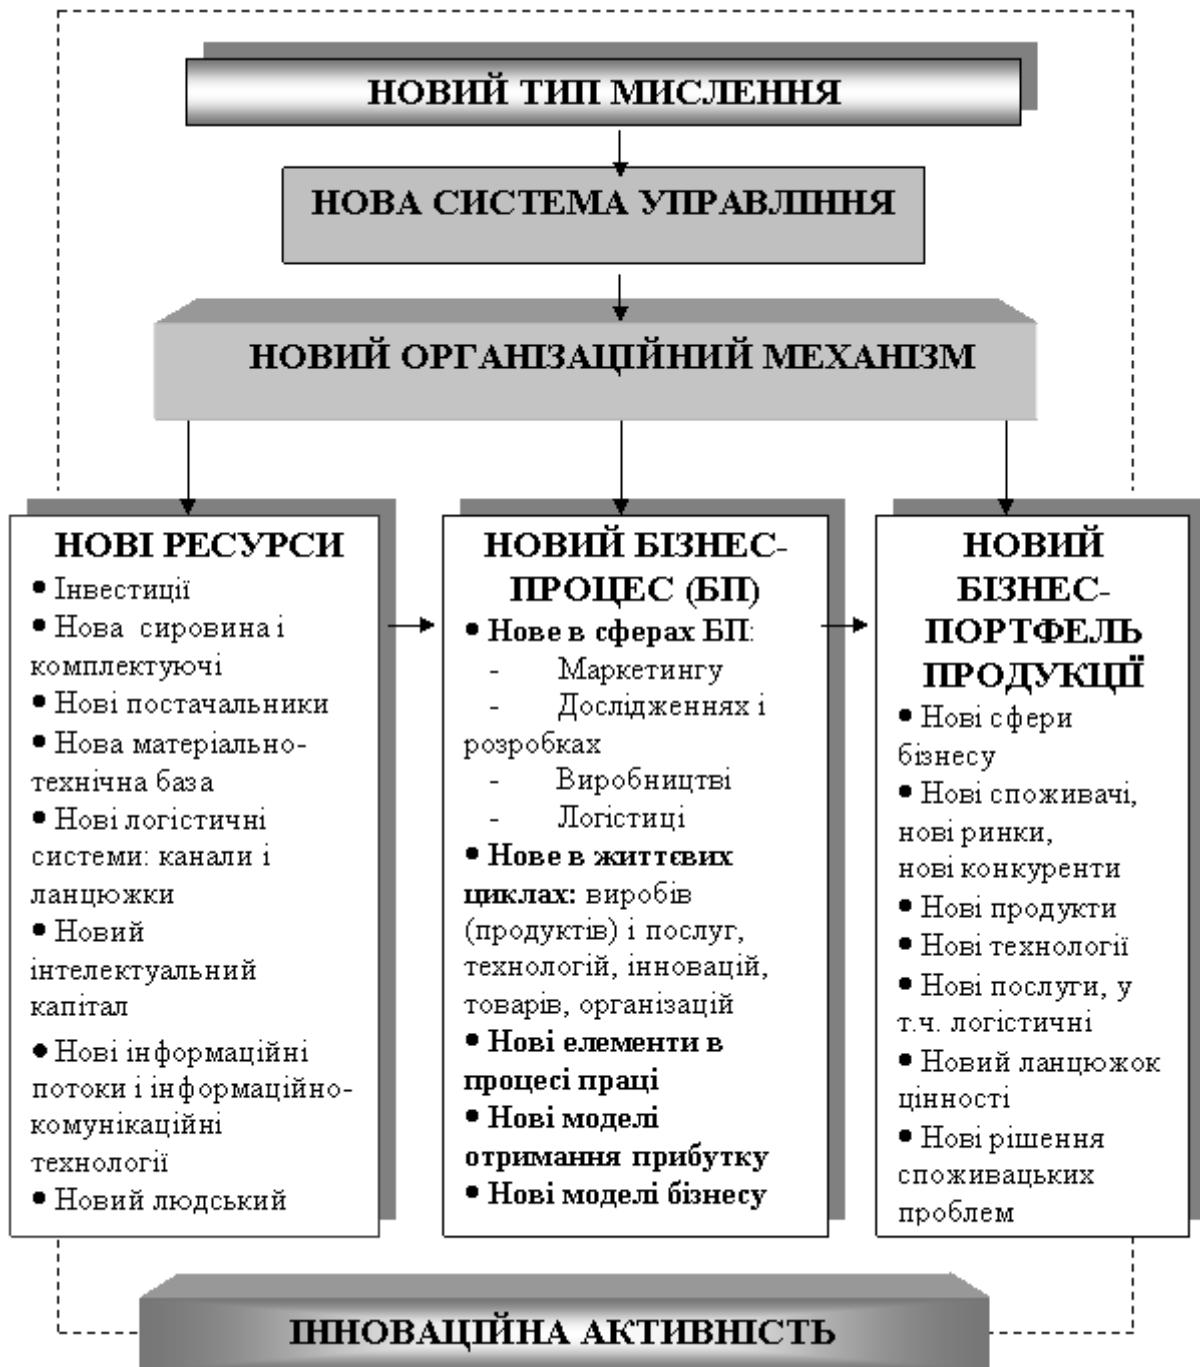 НОВИЙ ТИП МИСЛЕННЯ
НОВА СИСТЕМА УПРАВЛІННЯ
НОВИЙ ОРГАНІЗАЦІЙНИЙ МЕХАНІЗМ
НОВІ РЕСУРСИ
● Інвестиції
● Нова сировина і
комплектуючі
● Нові постачальники
● Нова матеріально-
технічна база
● Нові логістичні
системи: канали і
ланцюжки
● Новий
інтелектуальний
капітал
● Нові інформаційні
потоки і інформаційно-
комунікаційні
технології
● Новий людський
НОВИЙ БІЗНЕС-
ПРОЦЕС (БП)
● Нове в сферах БП:
- Маркетингу
- Дослідженнях і
розробках
- Виробництві
- Логістиці
● Нове в життєвих
циклах: виробів
(продуктів) і послуг,
технологій, інновацій,
товарів, організацій
● Нові елементи в
процесі праці
● Нові моделі
отримання прибутку
● Нові моделі бізнесу
НОВИЙ
БІЗНЕС-
ПОРТФЕЛЬ
ПРОДУКЦІЇ
● Нові сфери
бізнесу
● Нові споживачі,
нові ринки,
нові конкуренти
● Нові продукти
● Нові технології
● Нові послуги, у
т.ч. логістичні
● Новий ланцюжок
цінності
● Нові рішення
споживацьких
проблем
ІННОВАЦІЙНА АКТИВНІСТЬ